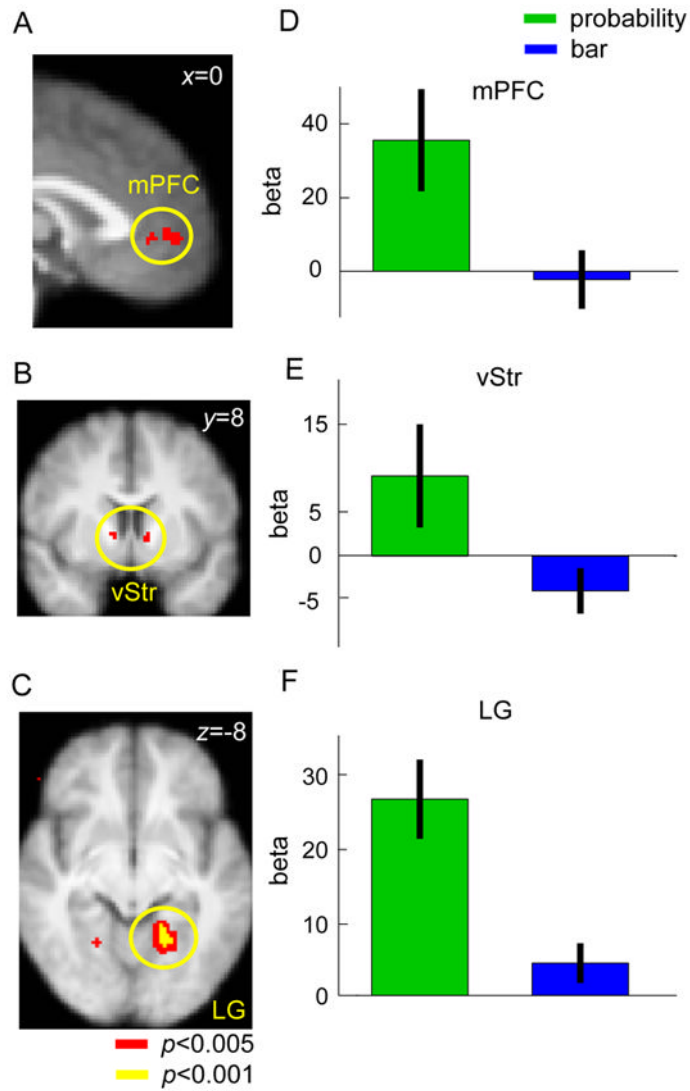 A
x=0
mPFC
B
y=8
vStr
C
z=-8
LG
p<0.005
p<0.001
D
probability
bar
mPFC
beta
40
20
0
E
vStr
beta
15
5
0
-5
F
LG
beta
30
20
10
0